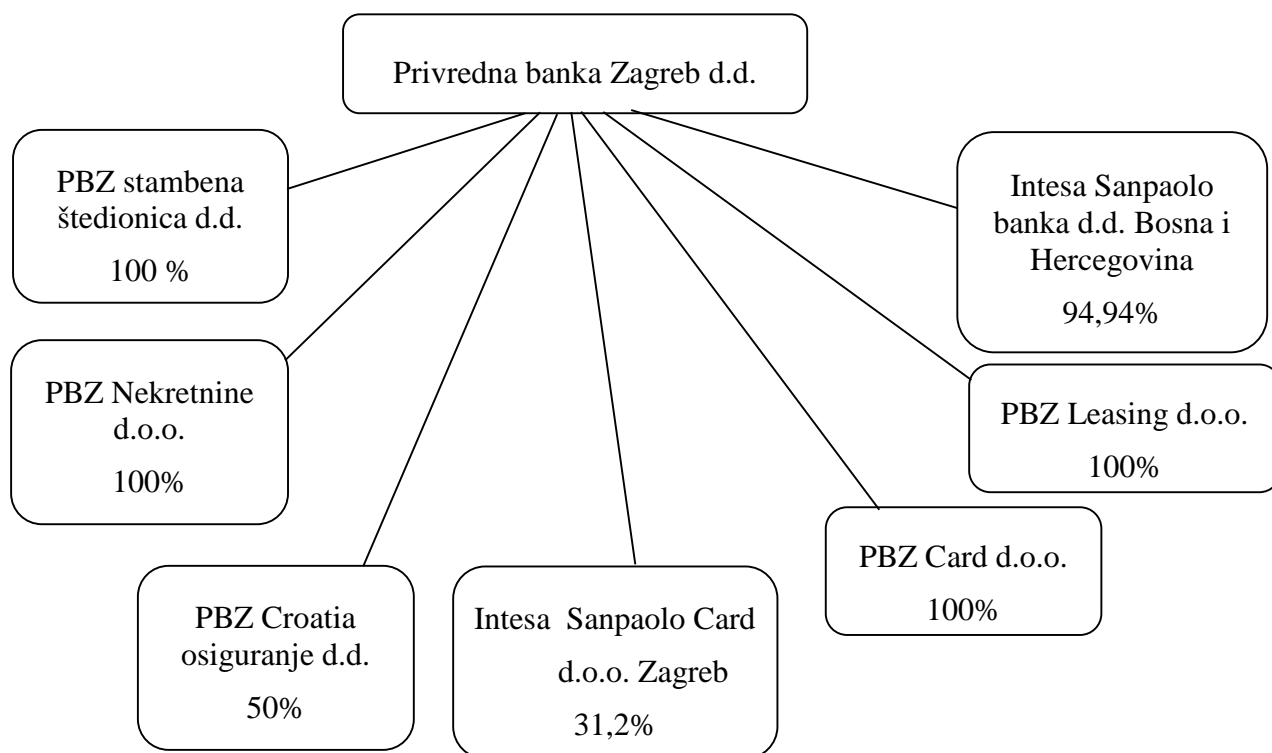 Privredna banka Zagreb d.d.
PBZ stambena
štedionica d.d.
100 %
Intesa Sanpaolo
banka d.d. Bosna i
Hercegovina
94,94%
PBZ Nekretnine
d.o.o.
100%
PBZ Leasing d.o.o.
100%
PBZ Card d.o.o.
100%
PBZ Croatia
osiguranje d.d.
50%
Intesa  Sanpaolo Card
d.o.o. Zagreb
31,2%